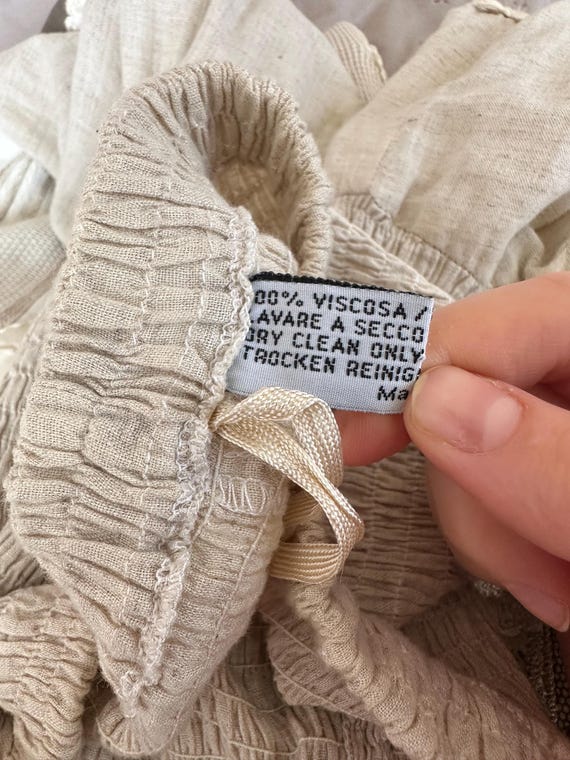 00% VISCOSA /
LAVARE A SECCO
DRY CLEAN ONLY
TROCKEN REINIG
Ma